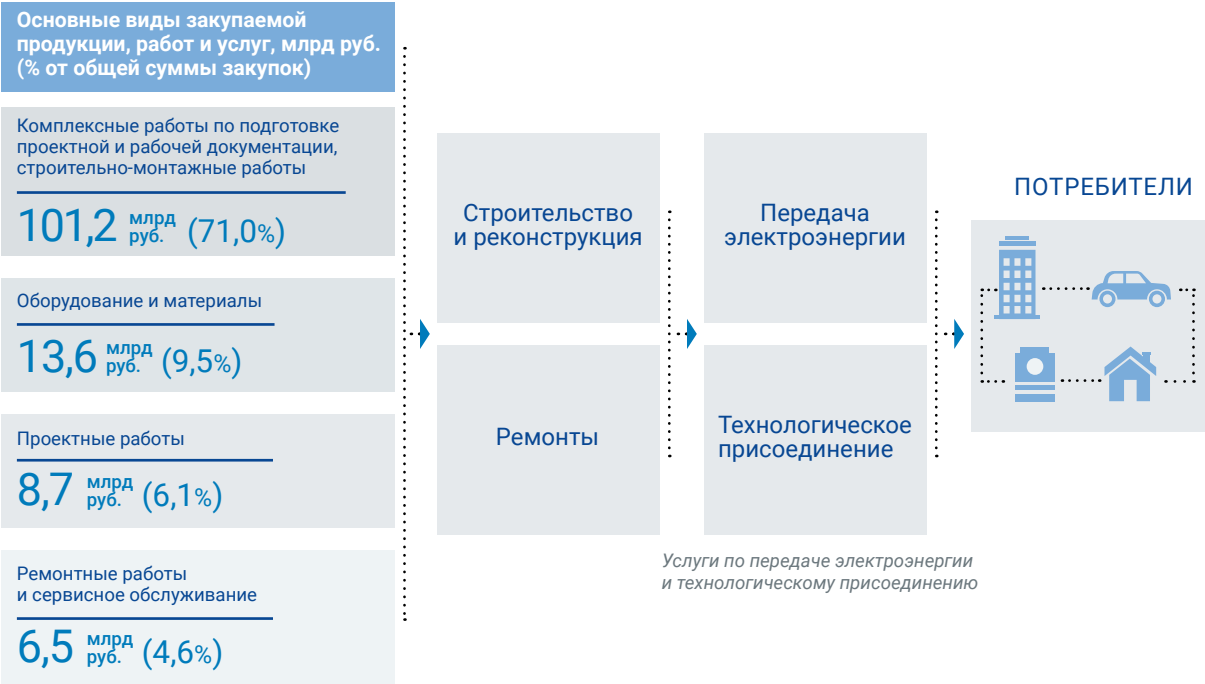 Основные виды закупаемой
продукции, работ и услуг, млрд руб.
(% от общей суммы закупок)
Комплексные работы по подготовке
проектной и рабочей документации,
строительно-монтажные работы
101,2 млрд руб. (71,0%)
Оборудование и материалы
13,6 млрд руб. (9,5%)
Проектные работы
8,7 млрд руб. (6,1%)
Ремонтные работы
и сервисное обслуживание
6,5 млрд руб. (4,6%)
Строительство
и реконструкция
Ремонты
Передача
электроэнергии
Технологическое
присоединение
Услуги по передаче электроэнергии
и технологическому присоединению
ПОТРЕБИТЕЛИ